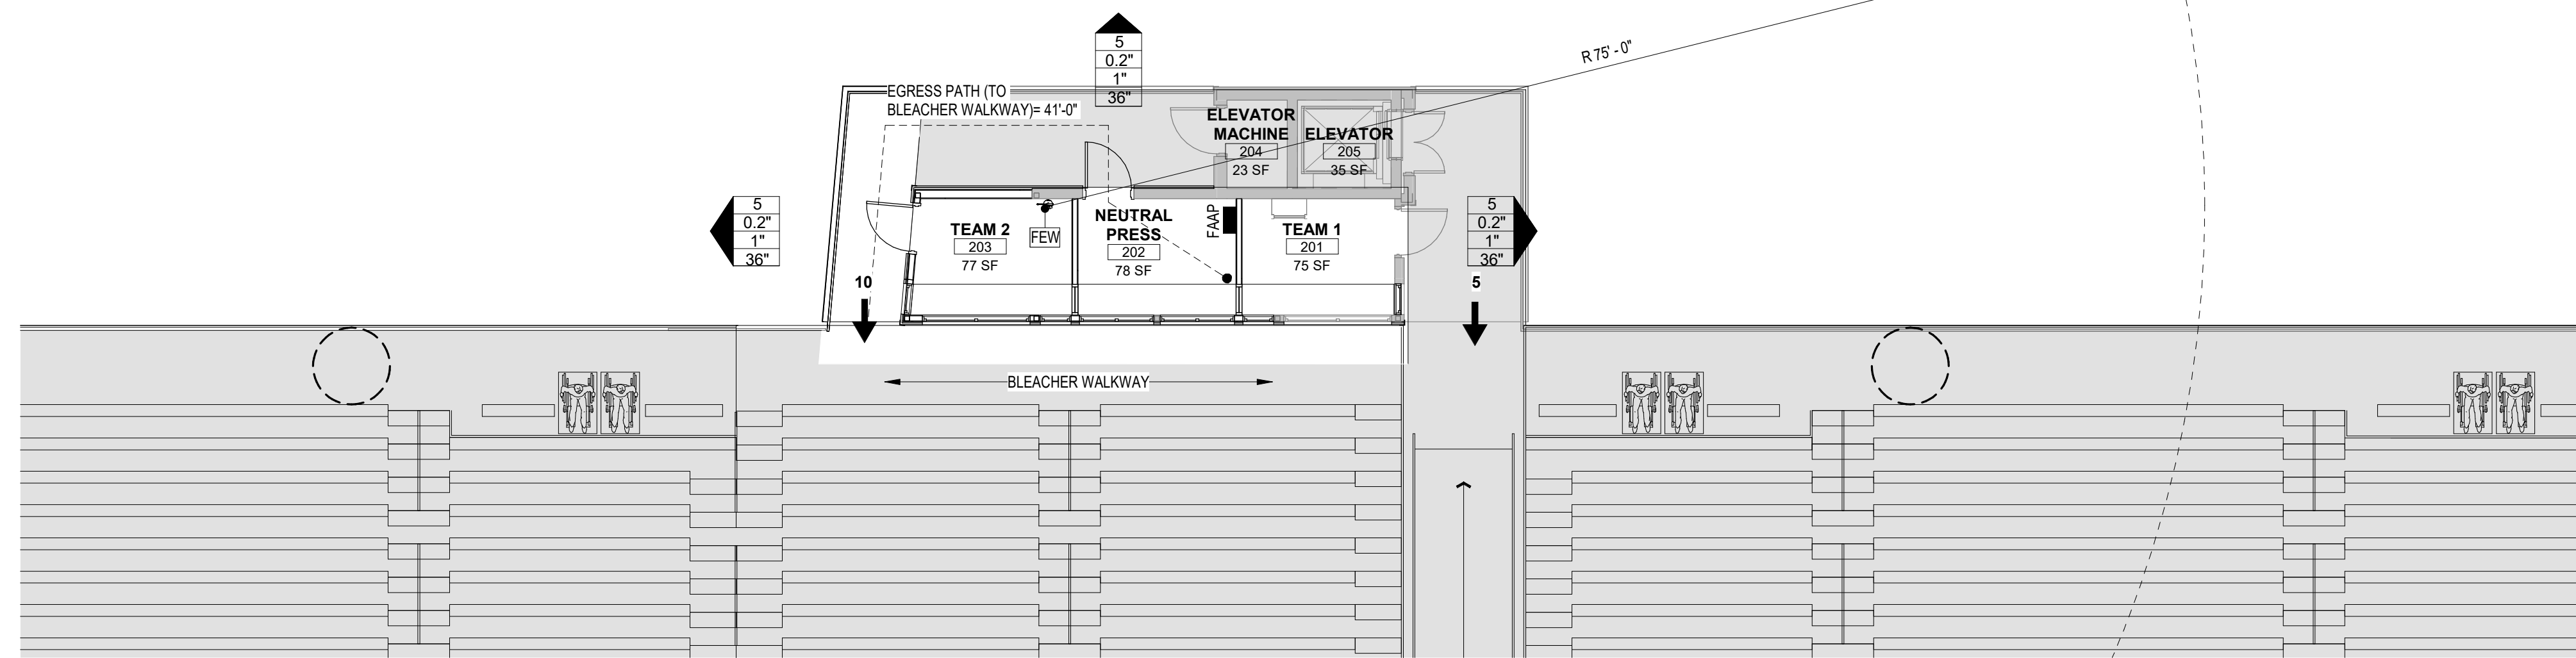 5
0.2"
1"
36"
R 75' - 0"
EGRESS PATH (TO
BLEACHER WALKWAY)= 41'-0"
ELEVATOR
MACHINE
204
23 SF
ELEVATOR
205
35 SF
5
0.2"
1"
36"
TEAM 2
203
77 SF
FEW
NEUTRAL
PRESS
202
78 SF
FAAP
TEAM 1
201
75 SF
5
0.2"
1"
36"
10
5
BLEACHER WALKWAY